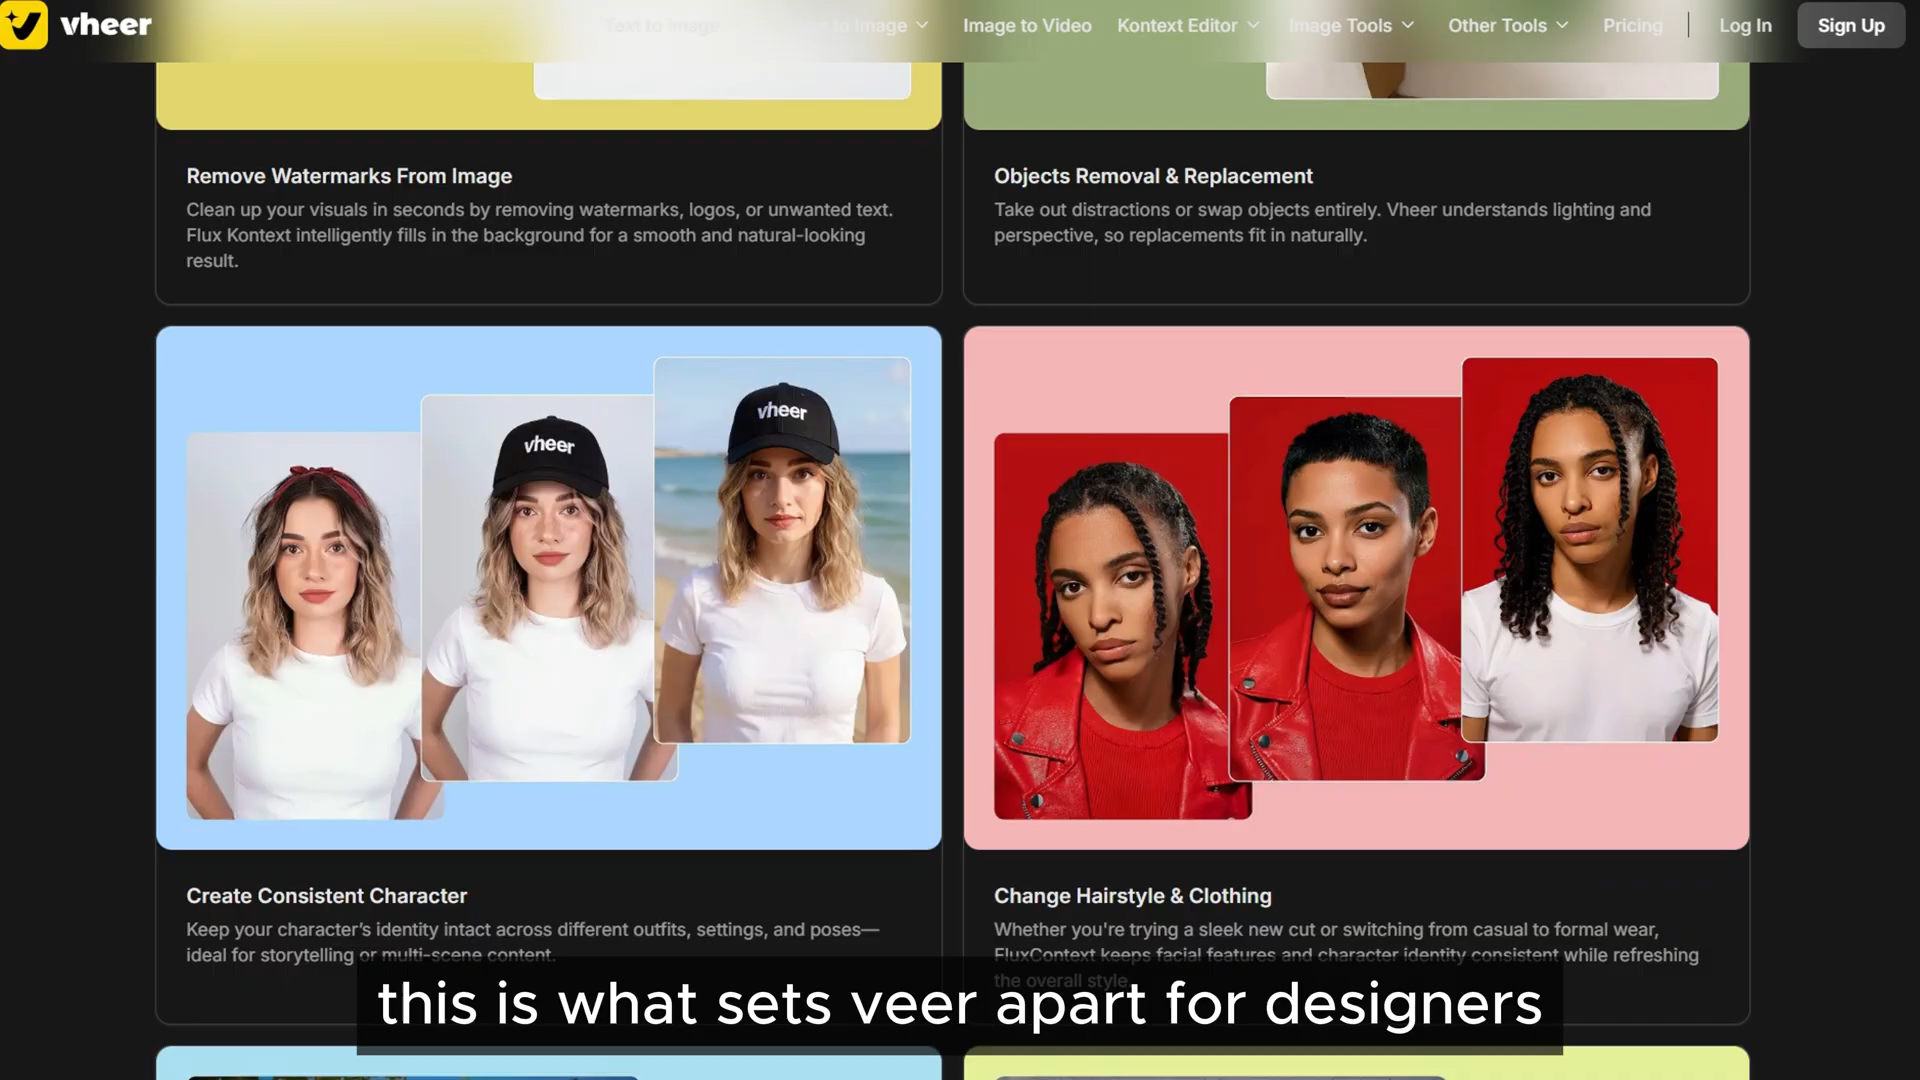 vheer
Text to Image
to Image
Image to Video
Kontext Editor
Image Tools
Other Tools
Pricing
Log In
Sign Up
Remove Watermarks From Image
Clean up your visuals in seconds by removing watermarks, logos, or unwanted text.
Flux Kontext intelligently fills in the background for a smooth and natural-looking
result.
Objects Removal & Replacement
Take out distractions or swap objects entirely. Vheer understands lighting and
perspective, so replacements fit in naturally.
vheer
vheer
Create Consistent Character
Keep your character's identity intact across different outfits, settings, and poses—
ideal for storytelling or multi-scene content.
Change Hairstyle & Clothing
Whether you're trying a sleek new cut or switching from casual to formal wear,
FluxContext keeps facial features and character identity consistent while refreshing
the overall style.
this is what sets veer apart for designers